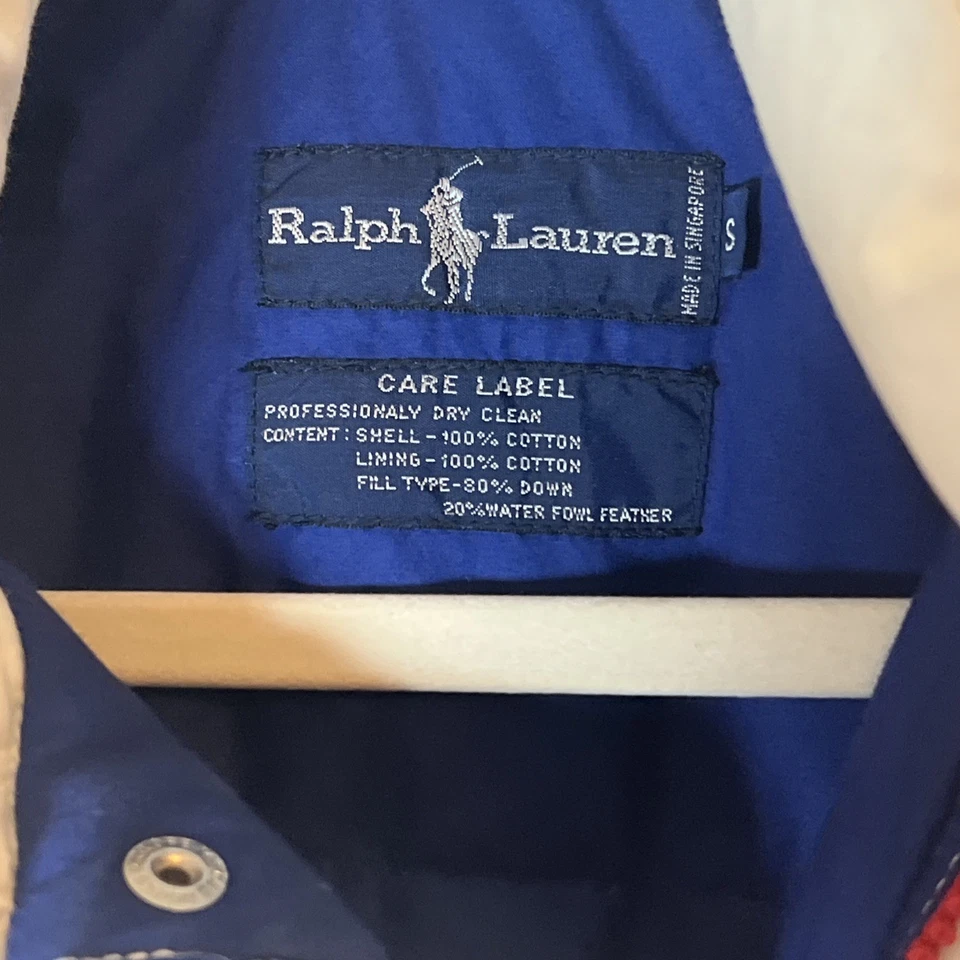 Ralph Lauren
MADE IN SINGAPORE
S
CARE LABEL
PROFESSIONALY DRY CLEAN
CONTENT: SHELL-100% COTTON
LINING-100% COTTON
FILL TYPE-80% DOWN
20% WATER FOWL FEATHER